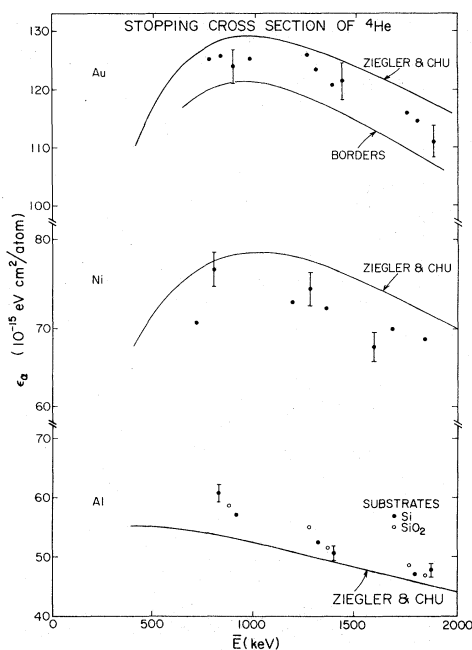 STOPPING CROSS SECTION OF ⁴He
130
120
110
100
Au
ZIEGLER & CHU
BORDERS
80
70
60
Ni
ZIEGLER & CHU
εα (10⁻¹⁵ eV cm²/atom)
70
60
50
40
Al
SUBSTRATES
• Si
○ SiO₂
ZIEGLER & CHU
0 500 1000 1500 2000
E̅ (keV)